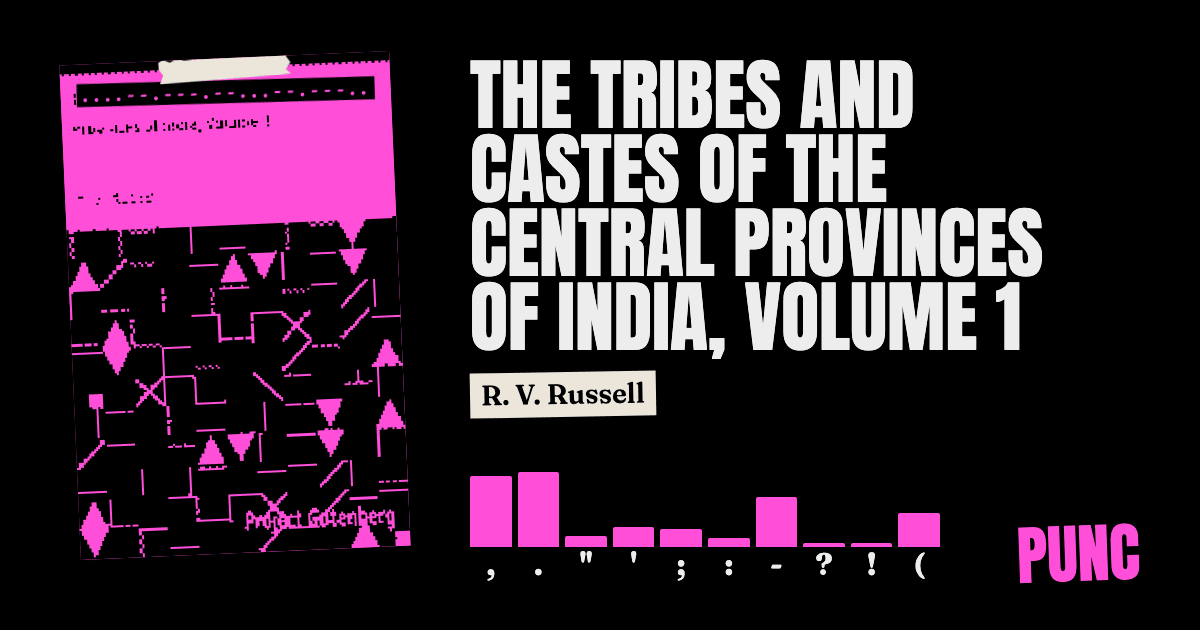 THE TRIBES AND
CASTES OF THE
CENTRAL PROVINCES
OF INDIA, VOLUME 1
R. V. Russell
, . " ' ; : - ? ! (
PUNC
Project Gutenberg